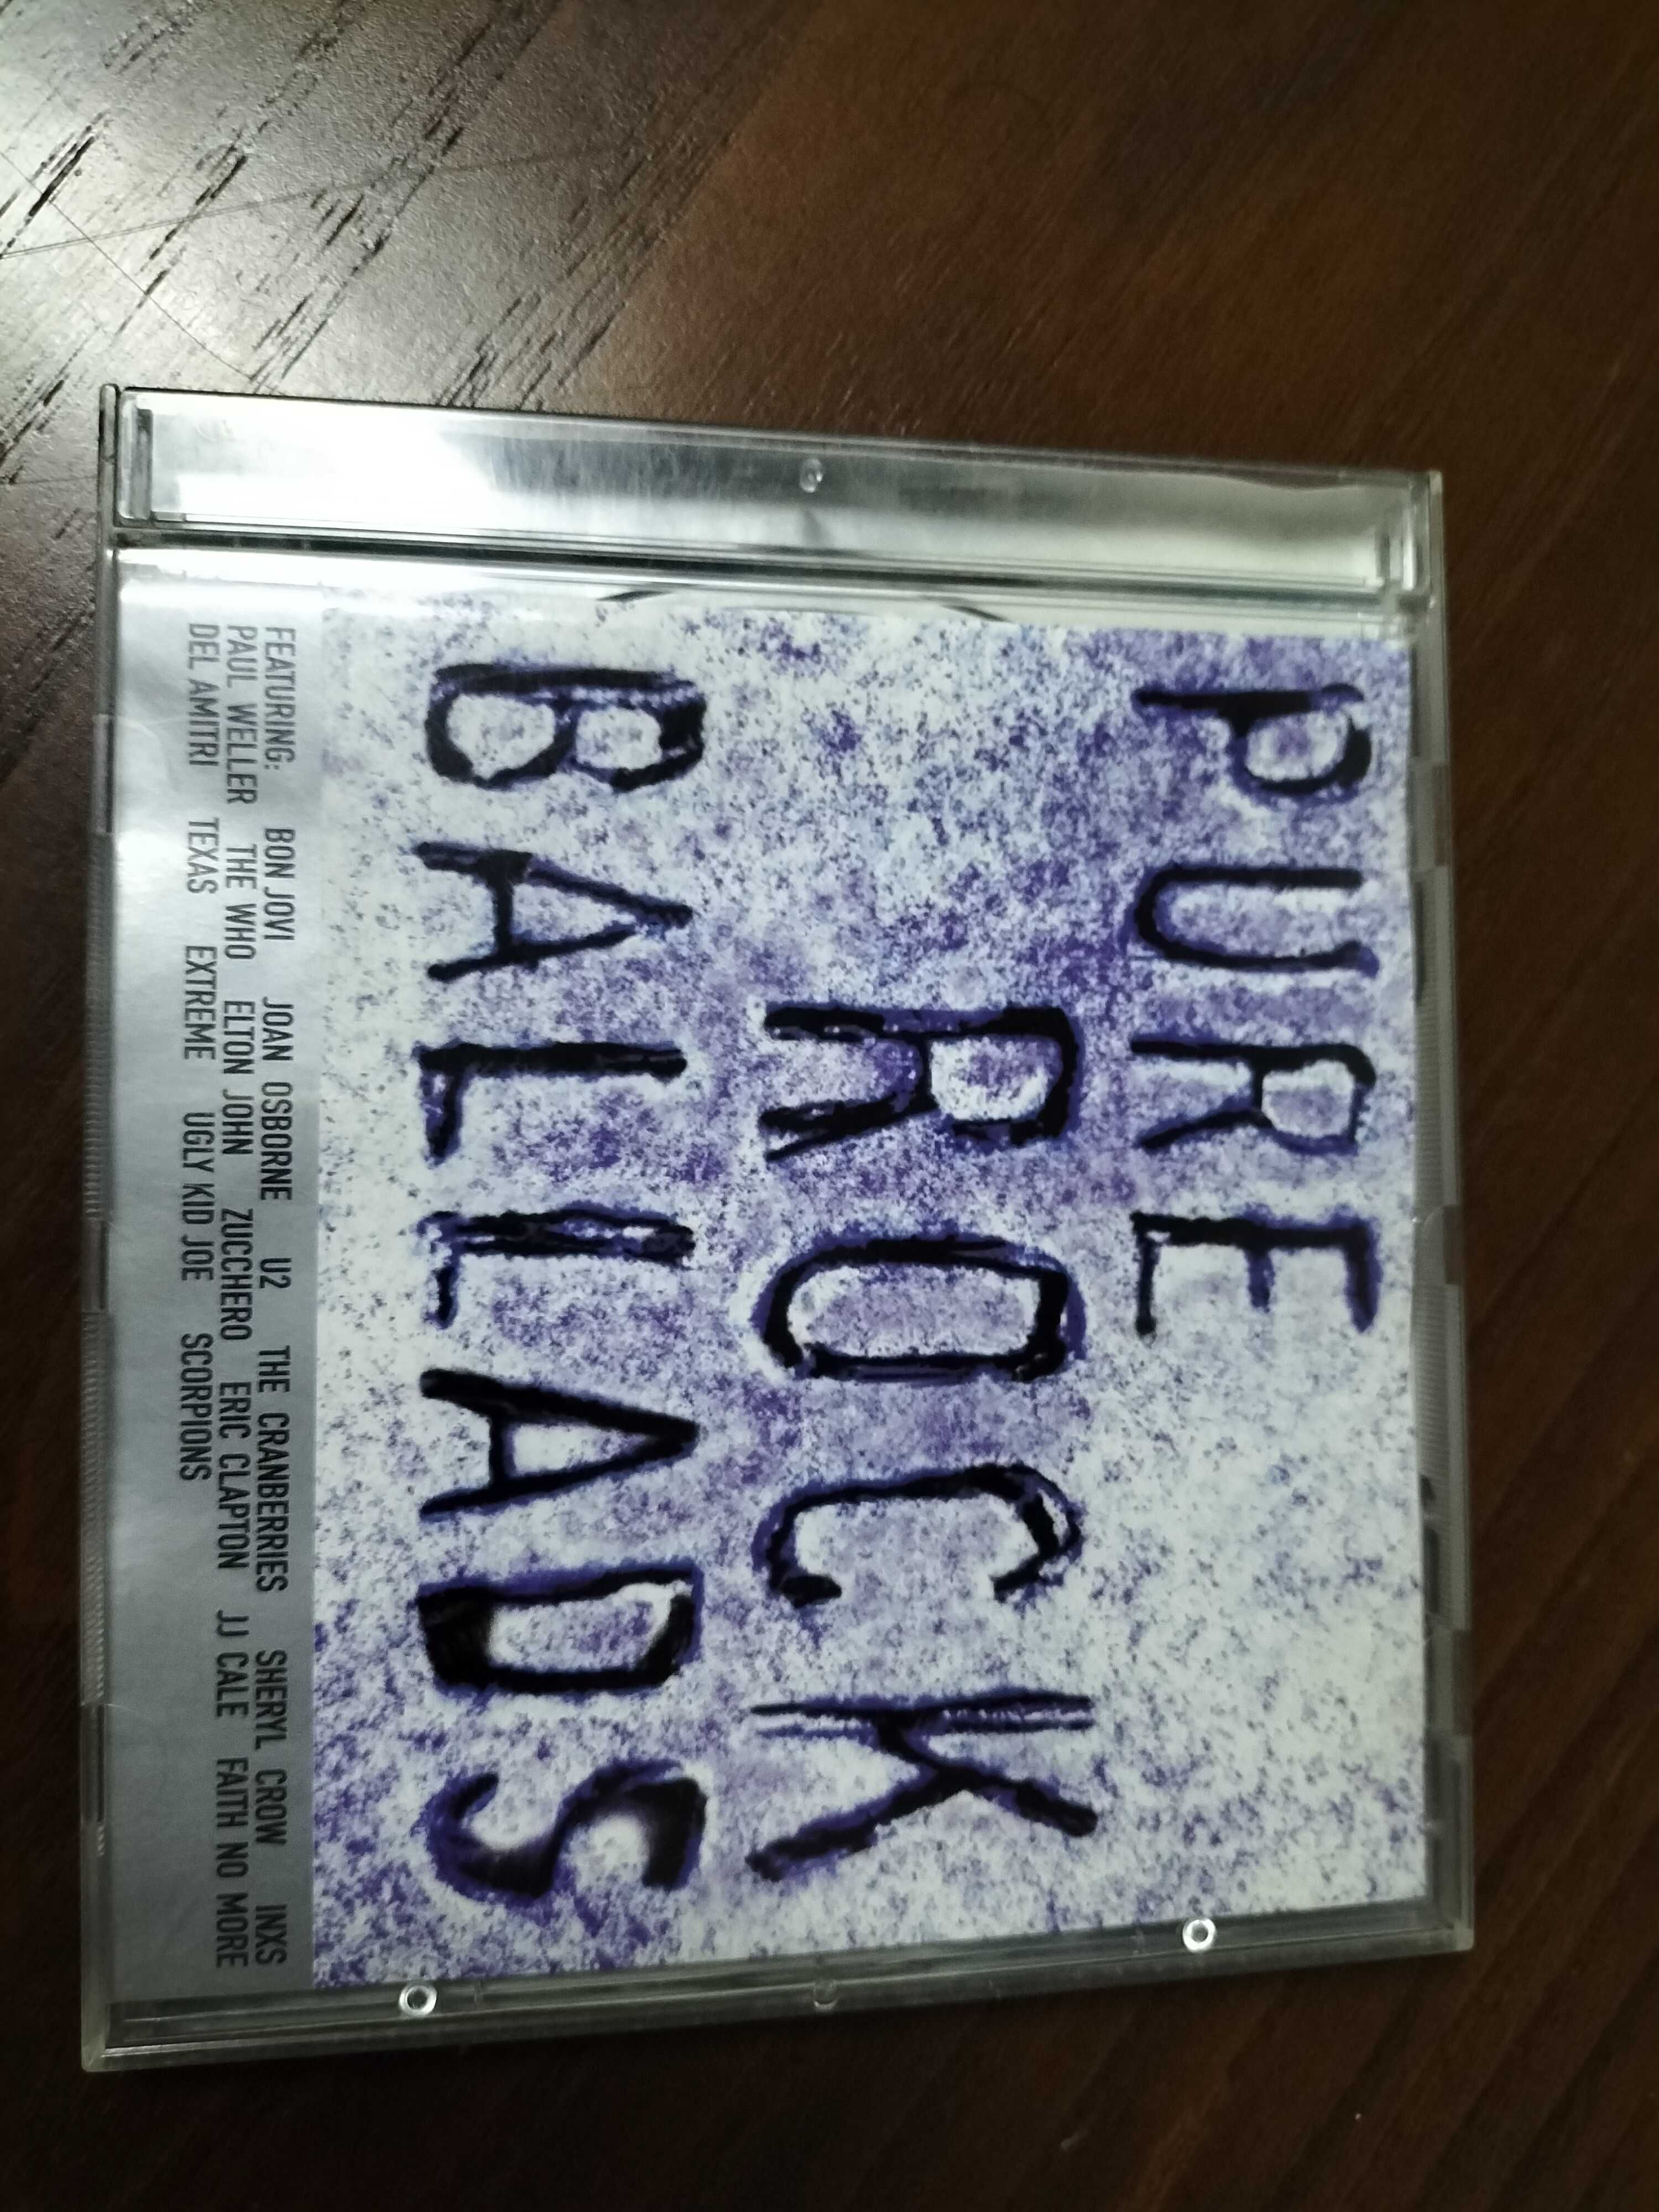 PURE
ROCK
BALLADS
FEATURING: BON JOVI JOAN OSBORNE U2 THE CRANBERRIES SHERYL CROW INXS
PAUL WELLER THE WHO ELTON JOHN ZUCCHERO ERIC CLAPTON JJ CALE FAITH NO MORE
DEL AMITRI TEXAS EXTREME UGLY KID JOE SCORPIONS